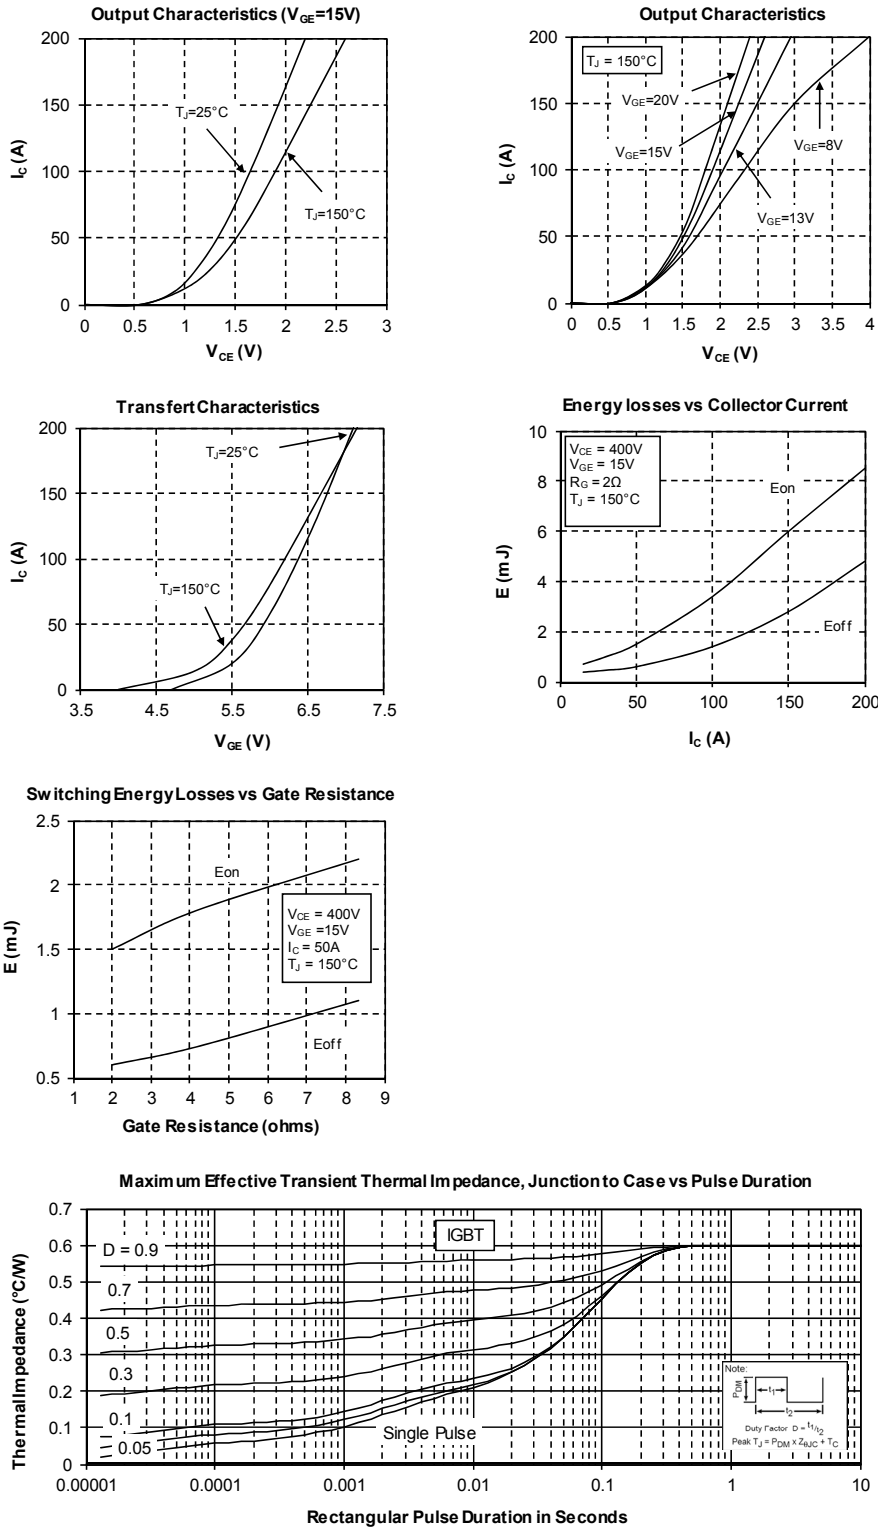 Output Characteristics (VGE=15V)
200
150
100
50
0
IC (A)
TJ=25°C
TJ=150°C
0 0.5 1 1.5 2 2.5 3
VCE (V)
Output Characteristics
200
150
100
50
0
IC (A)
TJ = 150°C
VGE=20V
VGE=15V
VGE=8V
VGE=13V
0 0.5 1 1.5 2 2.5 3 3.5 4
VCE (V)
Transfert Characteristics
200
150
100
50
0
IC (A)
TJ=25°C
TJ=150°C
3.5 4.5 5.5 6.5 7.5
VGE (V)
Energy losses vs Collector Current
10
8
6
4
2
0
E (mJ)
VCE = 400V
VGE = 15V
RG = 2Ω
TJ = 150°C
Eon
Eoff
0 50 100 150 200
IC (A)
Switching Energy Losses vs Gate Resistance
2.5
2
1.5
1
0.5
E (mJ)
Eon
VCE = 400V
VGE =15V
IC = 50A
TJ = 150°C
Eoff
1 2 3 4 5 6 7 8 9
Gate Resistance (ohms)
Maximum Effective Transient Thermal Impedance, Junction to Case vs Pulse Duration
0.7
0.6
0.5
0.4
0.3
0.2
0.1
0
Thermal Impedance (°C/W)
IGBT
D = 0.9
0.7
0.5
0.3
0.1
0.05
Single Pulse
Note:
PDM
t1
t2
Duty Factor D = t1/t2
Peak TJ = PDM x ZθJC + TC
0.00001 0.0001 0.001 0.01 0.1 1 10
Rectangular Pulse Duration in Seconds